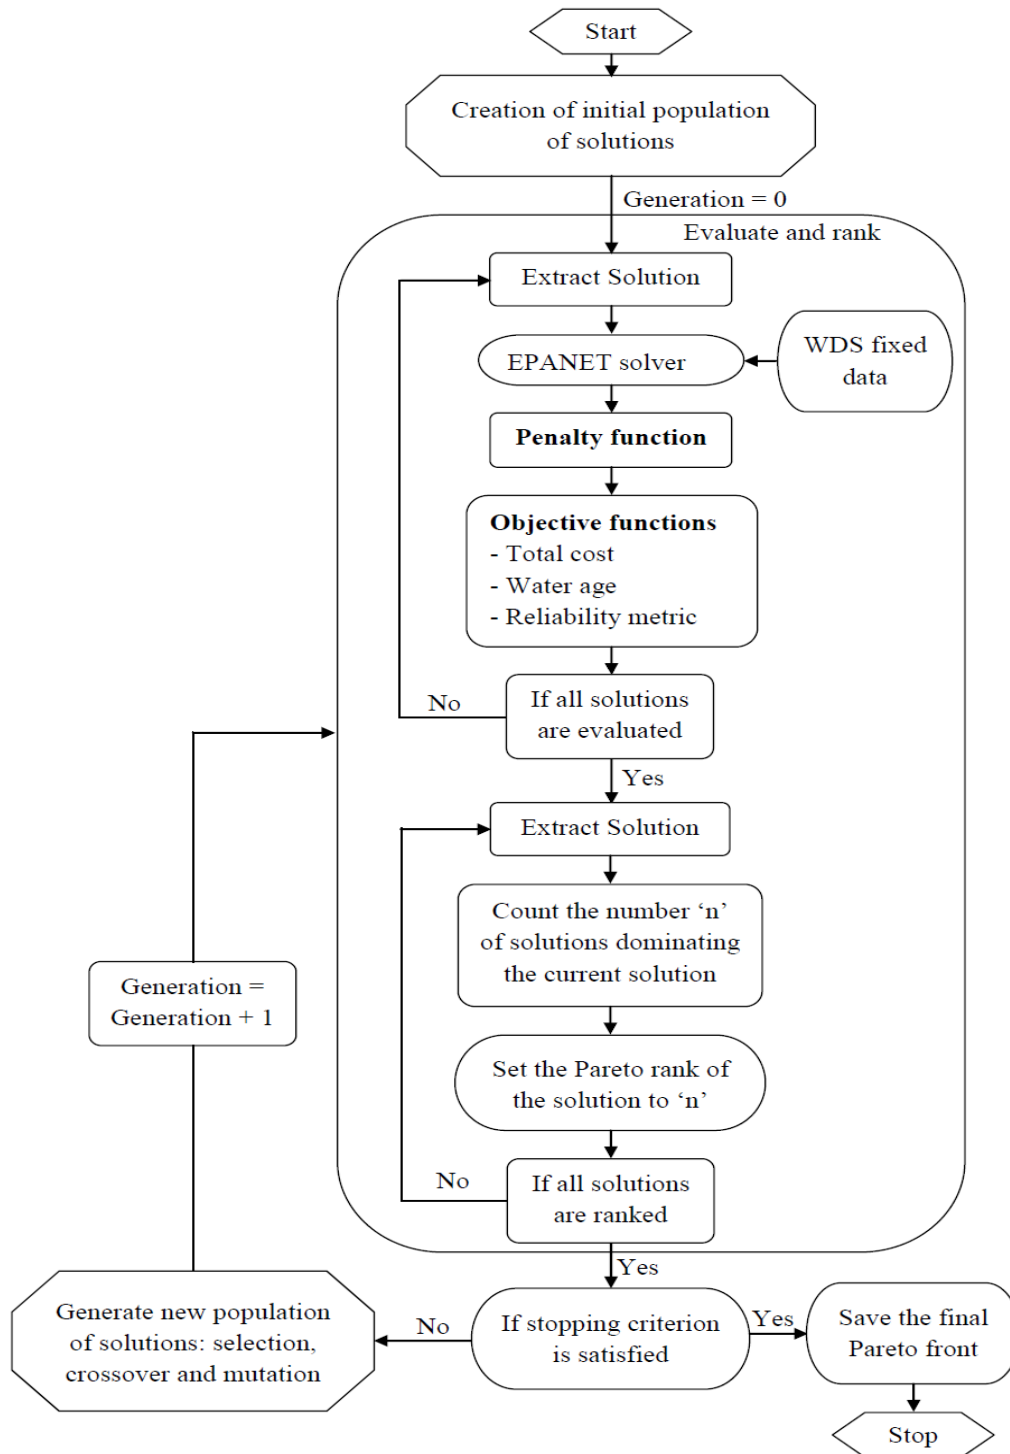 Start
Creation of initial population
of solutions
Generation = 0
Evaluate and rank
Extract Solution
EPANET solver
WDS fixed
data
Penalty function
Objective functions
- Total cost
- Water age
- Reliability metric
If all solutions
are evaluated
No
Yes
Extract Solution
Count the number ‘n’
of solutions dominating
the current solution
Generation =
Generation + 1
Set the Pareto rank of
the solution to ‘n’
If all solutions
are ranked
No
Yes
If stopping criterion
is satisfied
No
Yes
Generate new population
of solutions: selection,
crossover and mutation
Save the final
Pareto front
Stop